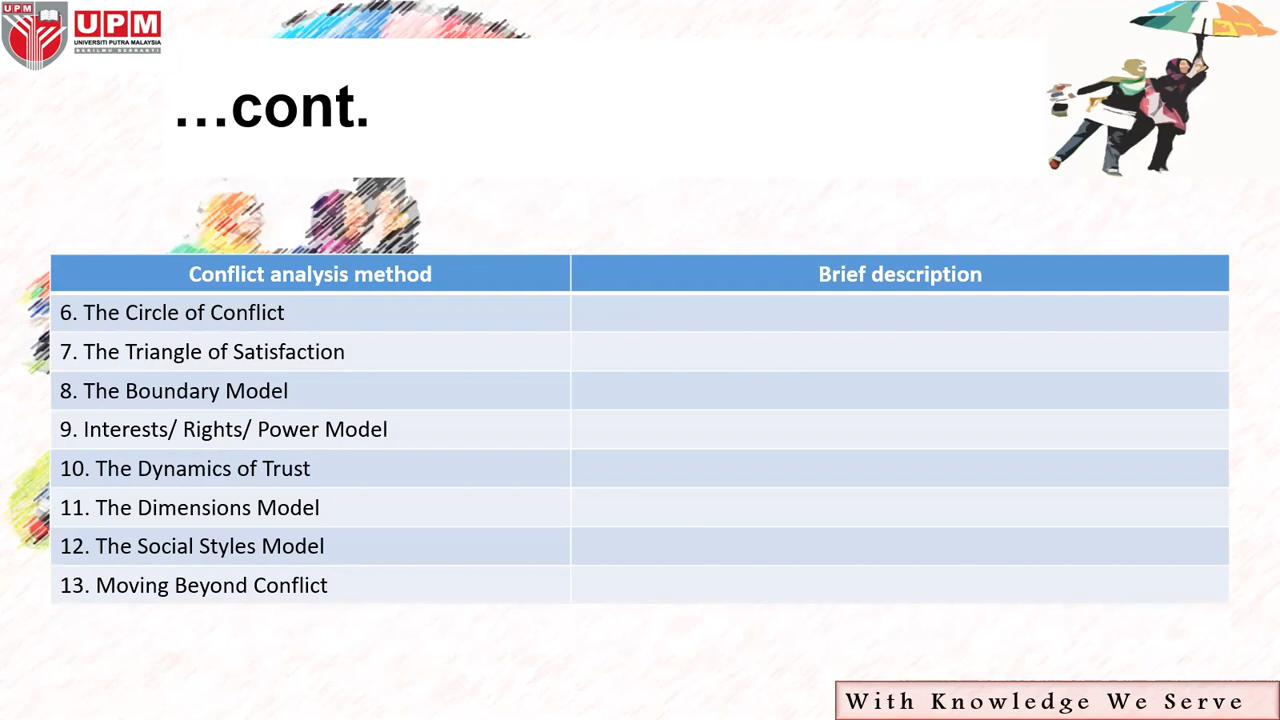 UPM
UNIVERSITI PUTRA MALAYSIA
BERILMU BERBAKTI
...cont.
Conflict analysis method Brief description
6. The Circle of Conflict
7. The Triangle of Satisfaction
8. The Boundary Model
9. Interests/ Rights/ Power Model
10. The Dynamics of Trust
11. The Dimensions Model
12. The Social Styles Model
13. Moving Beyond Conflict
With Knowledge We Serve